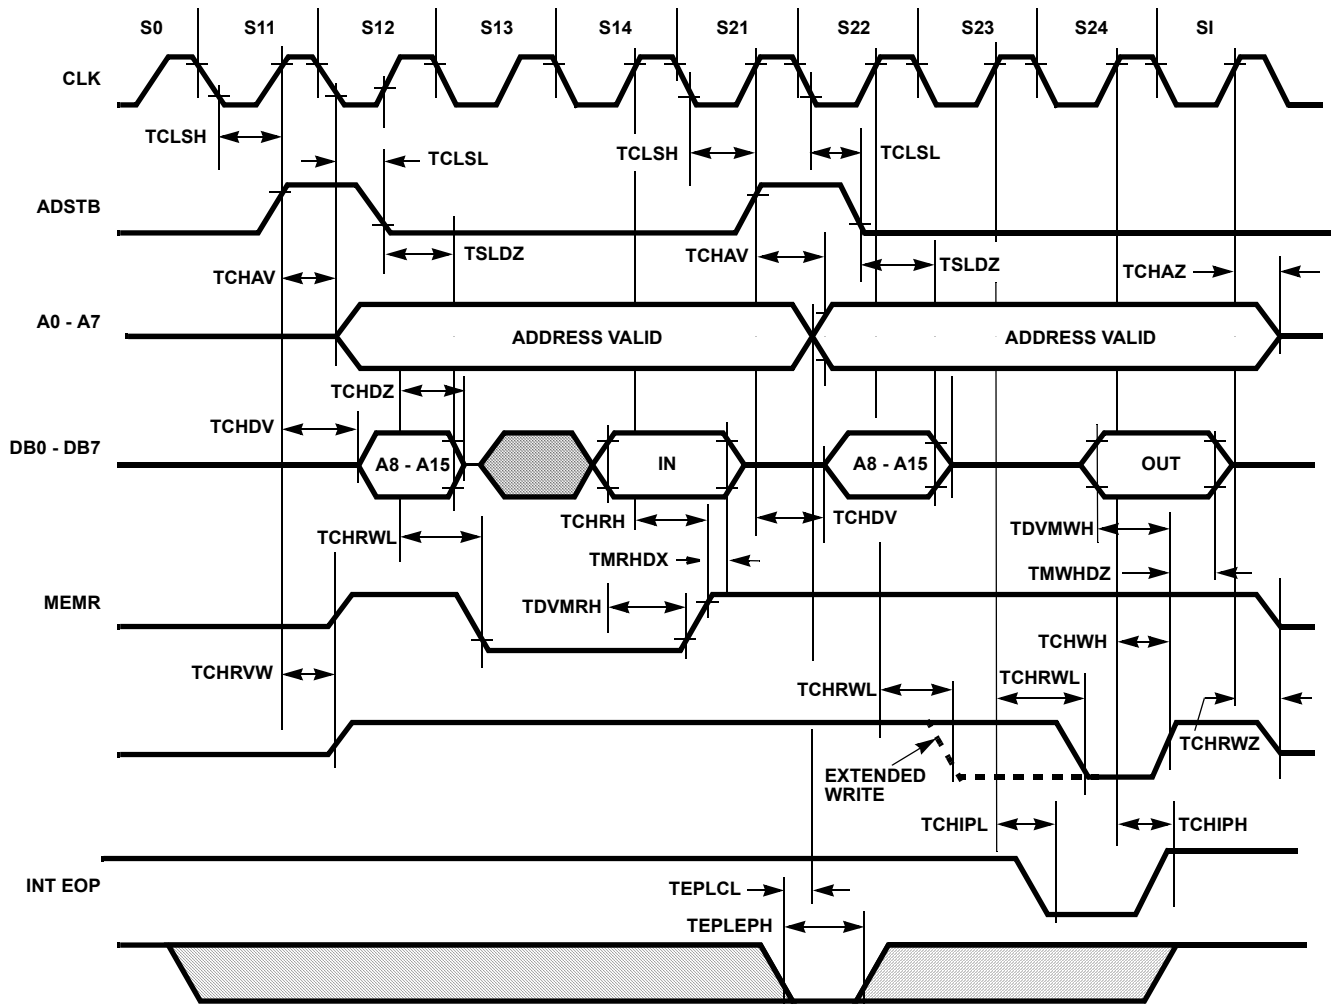 S0 S11 S12 S13 S14 S21 S22 S23 S24 SI
CLK
TCLSH
TCLSL
TCLSH
TCLSL
ADSTB
TSLDZ
TCHAV
TCHAV
TSLDZ
TCHAZ
A0 - A7
ADDRESS VALID
ADDRESS VALID
TCHDZ
TCHDV
DB0 - DB7
A8 - A15
IN
A8 - A15
OUT
TCHRH
TCHDV
TDVMWH
TCHRWL
TMRHDX
TMWHDZ
MEMR
TDVMRH
TCHWH
TCHRVW
TCHRWL
TCHRWL
TCHRWZ
EXTENDED
WRITE
TCHIPL
TCHIPH
INT EOP
TEPLCL
TEPLEPH